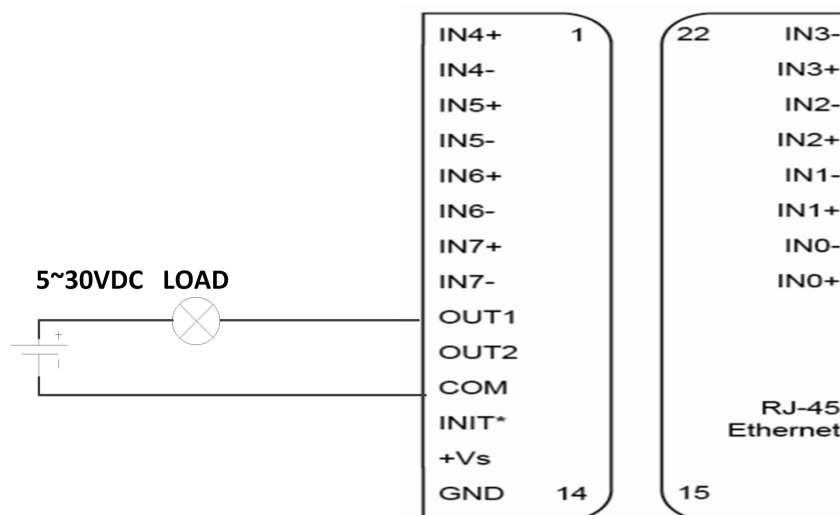 IN4+ 1
IN4-
IN5+
IN5-
IN6+
IN6-
IN7+
IN7-
OUT1
OUT2
COM
INIT*
+Vs
GND 14
5~30VDC LOAD
+
22 IN3-
IN3+
IN2-
IN2+
IN1-
IN1+
IN0-
IN0+
RJ-45
Ethernet
15